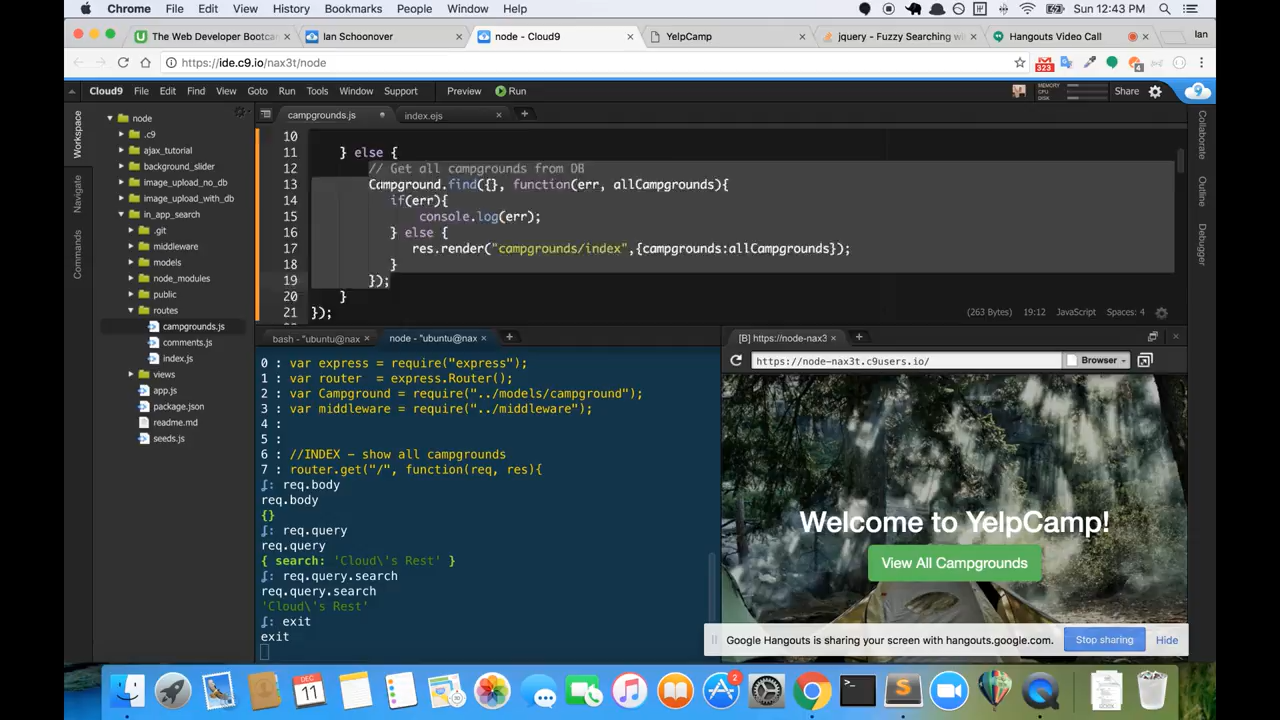 Chrome File Edit View History Bookmarks People Window Help Sun 12:43 PM
The Web Developer Bootca × Ian Schoonover × node - Cloud9 × YelpCamp × jquery - Fuzzy Searching wi × Hangouts Video Call × Ian
https://ide.c9.io/nax3t/node 323 4
Cloud9 File Edit Find View Goto Run Tools Window Support Preview Run MEMORY CPU DISK Share
Workspace
Navigate
Commands
node
.c9
ajax_tutorial
background_slider
image_upload_no_db
image_upload_with_db
in_app_search
.git
middleware
models
node_modules
public
routes
campgrounds.js
comments.js
index.js
views
app.js
package.json
readme.md
seeds.js
campgrounds.js index.ejs × +
10
11 } else {
12 // Get all campgrounds from DB
13 Campground.find({}, function(err, allCampgrounds){
14 if(err){
15 console.log(err);
16 } else {
17 res.render("campgrounds/index",{campgrounds:allCampgrounds});
18 }
19 });
20 }
21 });
(263 Bytes) 19:12 JavaScript Spaces: 4
Collaborate
Outline
Debugger
bash - "ubuntu@nax × node - "ubuntu@nax × +
0 : var express = require("express");
1 : var router  = express.Router();
2 : var Campground = require("../models/campground");
3 : var middleware = require("../middleware");
4 :
5 :
6 : //INDEX - show all campgrounds
7 : router.get("/", function(req, res){
: req.body
req.body
{}
: req.query
req.query
{ search: 'Cloud\'s Rest' }
: req.query.search
req.query.search
'Cloud\'s Rest'
: exit
exit
[B] https://node-nax3t × +
https://node-nax3t.c9users.io/ Browser
Welcome to YelpCamp!
View All Campgrounds
Google Hangouts is sharing your screen with hangouts.google.com. Stop sharing Hide
DEC
11
2